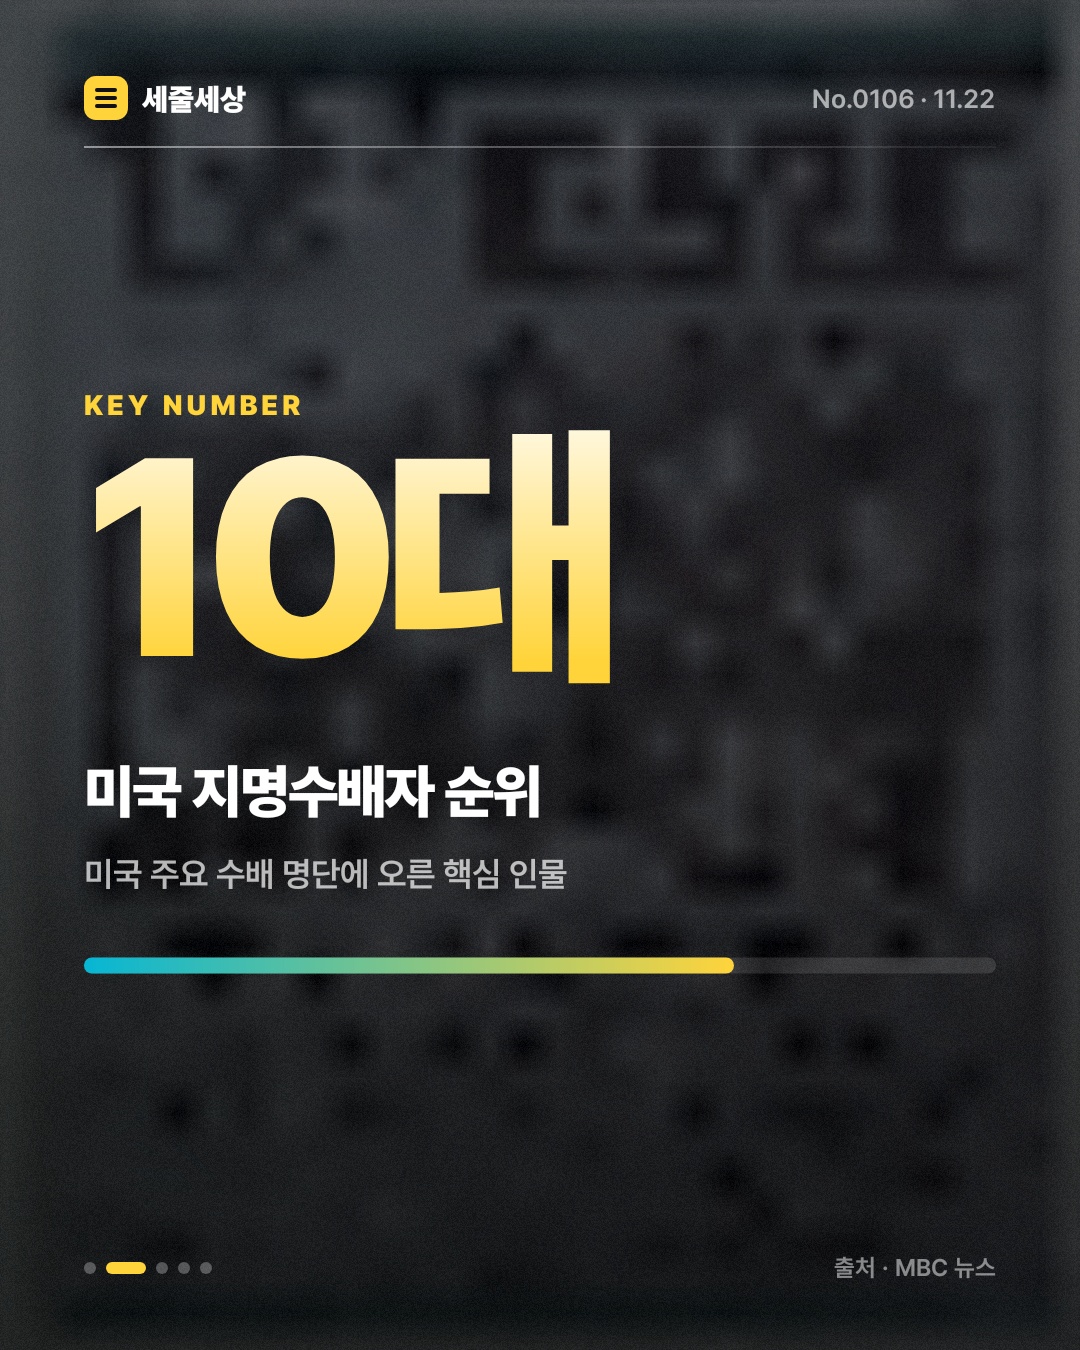 세줄세상
No.0106 · 11.22
KEY NUMBER
10대
미국 지명수배자 순위
미국 주요 수배 명단에 오른 핵심 인물
출처 · MBC 뉴스